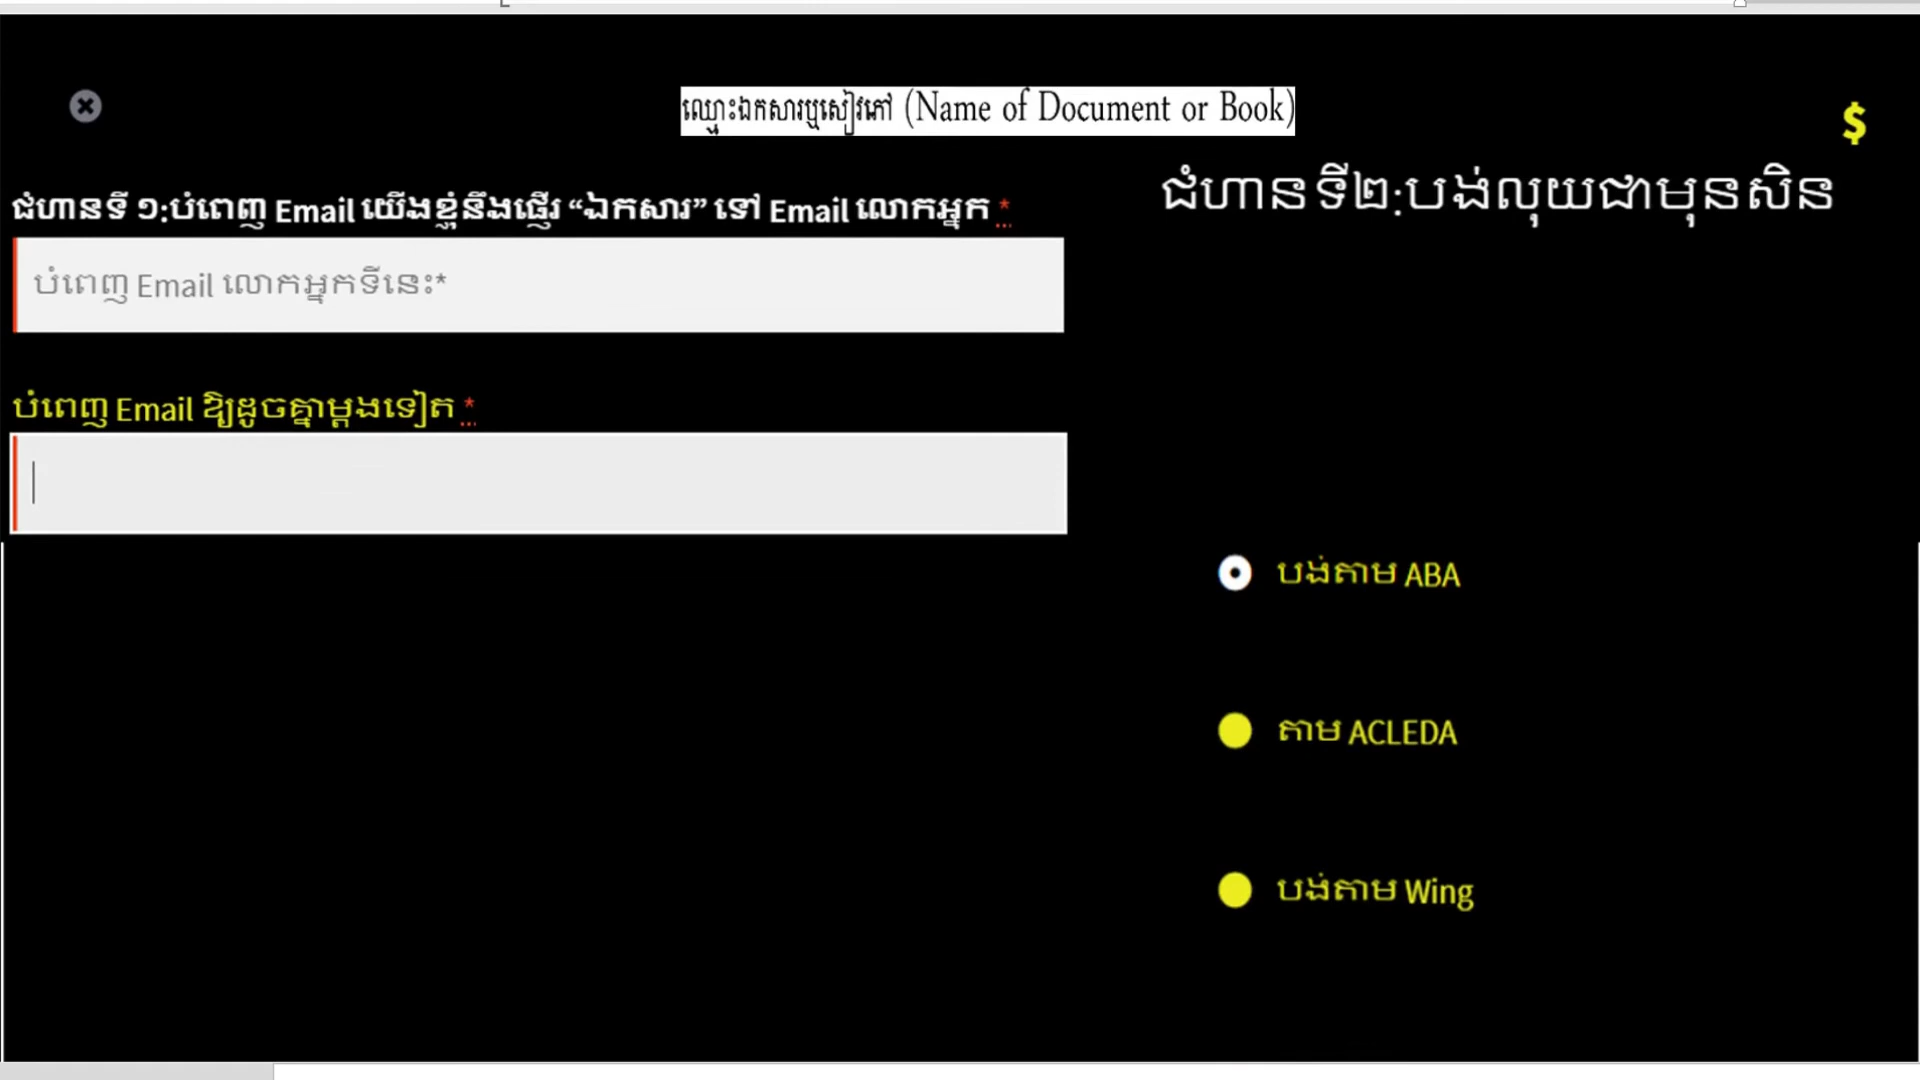 ឈ្មោះឯកសារឬសៀវភៅ (Name of Document or Book)
$
ជំហានទី ១:បំពេញ Email យើងខ្ញុំនឹងផ្ញើរ “ឯកសារ” ទៅ Email លោកអ្នក *
បំពេញ Email លោកអ្នកទីនេះ*
បំពេញ Email ឱ្យដូចគ្នាម្តងទៀត *
ជំហានទី២:បង់លុយជាមុនសិន
បង់តាម ABA
តាម ACLEDA
បង់តាម Wing